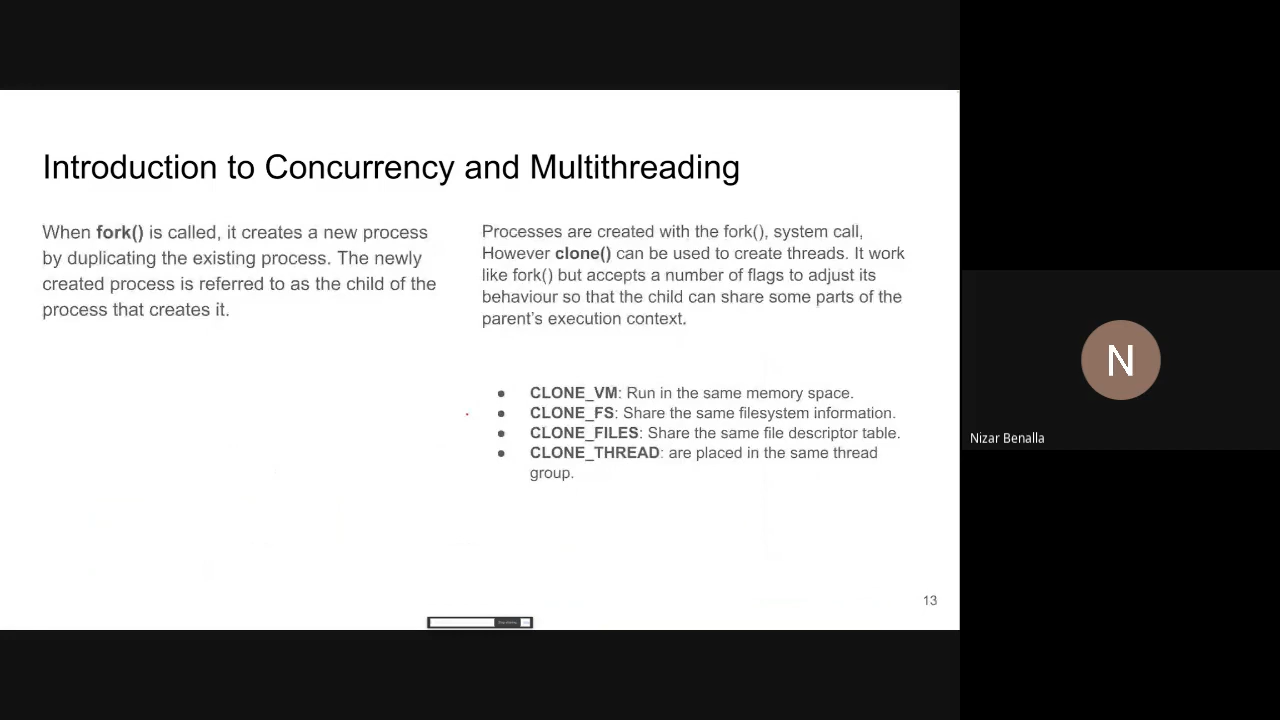 Introduction to Concurrency and Multithreading
When fork() is called, it creates a new process
by duplicating the existing process. The newly
created process is referred to as the child of the
process that creates it.
Processes are created with the fork(), system call,
However clone() can be used to create threads. It work
like fork() but accepts a number of flags to adjust its
behaviour so that the child can share some parts of the
parent's execution context.
● CLONE_VM: Run in the same memory space.
● CLONE_FS: Share the same filesystem information.
● CLONE_FILES: Share the same file descriptor table.
● CLONE_THREAD: are placed in the same thread
group.
13
N
Nizar Benalla